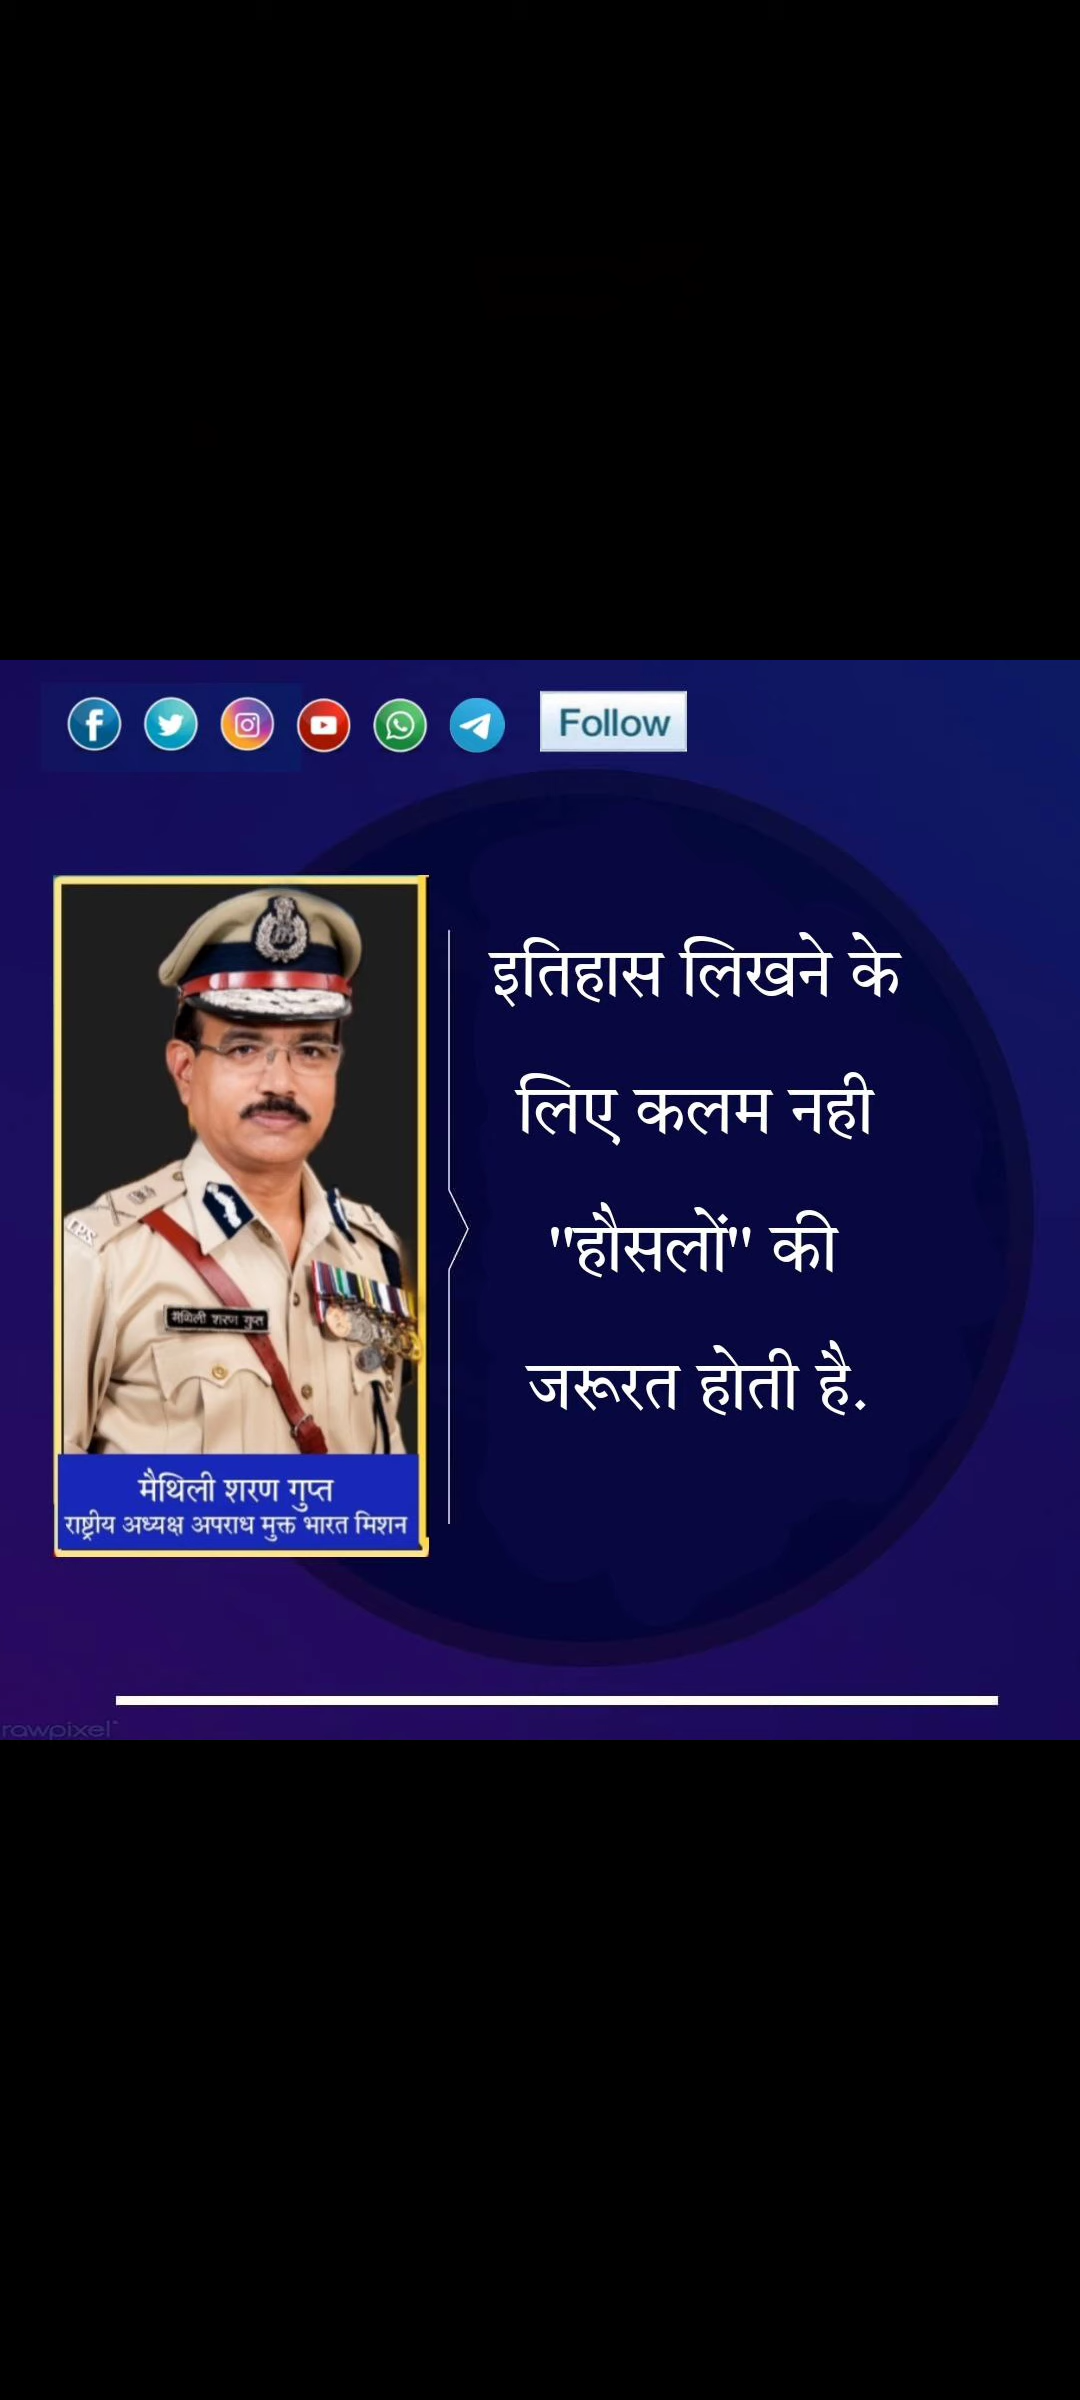 Follow
इतिहास लिखने के
लिए कलम नही
"हौसलों" की
जरूरत होती है.
IPS
मैथिली शरण गुप्त
मैथिली शरण गुप्त
राष्ट्रीय अध्यक्ष अपराध मुक्त भारत मिशन
rawpixel